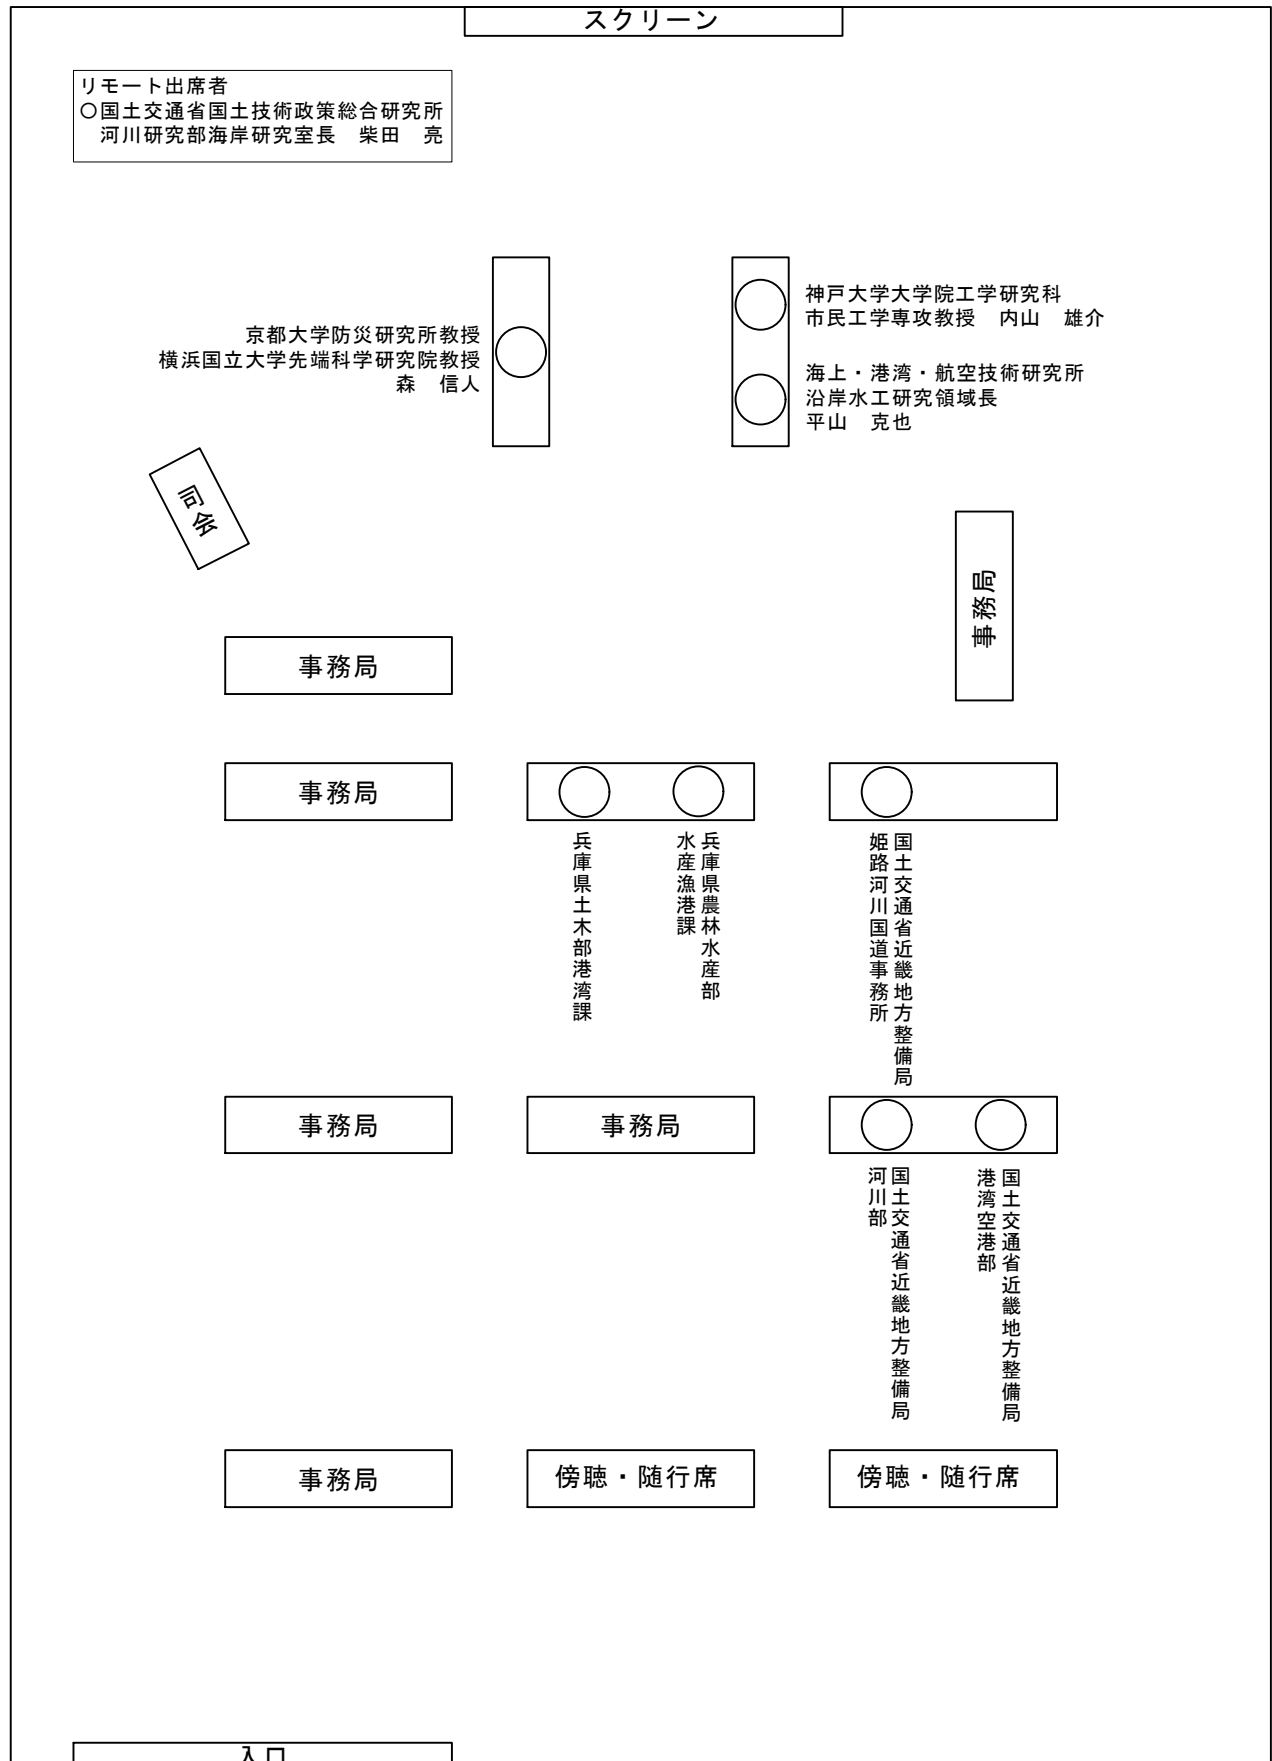 スクリーン
リモート出席者
〇国土交通省国土技術政策総合研究所
河川研究部海岸研究室長　柴田　亮
京都大学防災研究所教授
横浜国立大学先端科学研究院教授
森　信人
神戸大学大学院工学研究科
市民工学専攻教授　内山　雄介
海上・港湾・航空技術研究所
沿岸水工研究領域長
平山　克也
司会
事務局
事務局
事務局
兵庫県土木部港湾課
兵庫県農林水産部
水産漁港課
国土交通省近畿地方整備局
姫路河川国道事務所
事務局
事務局
国土交通省近畿地方整備局
河川部
国土交通省近畿地方整備局
港湾空港部
事務局
傍聴・随行席
傍聴・随行席
入口